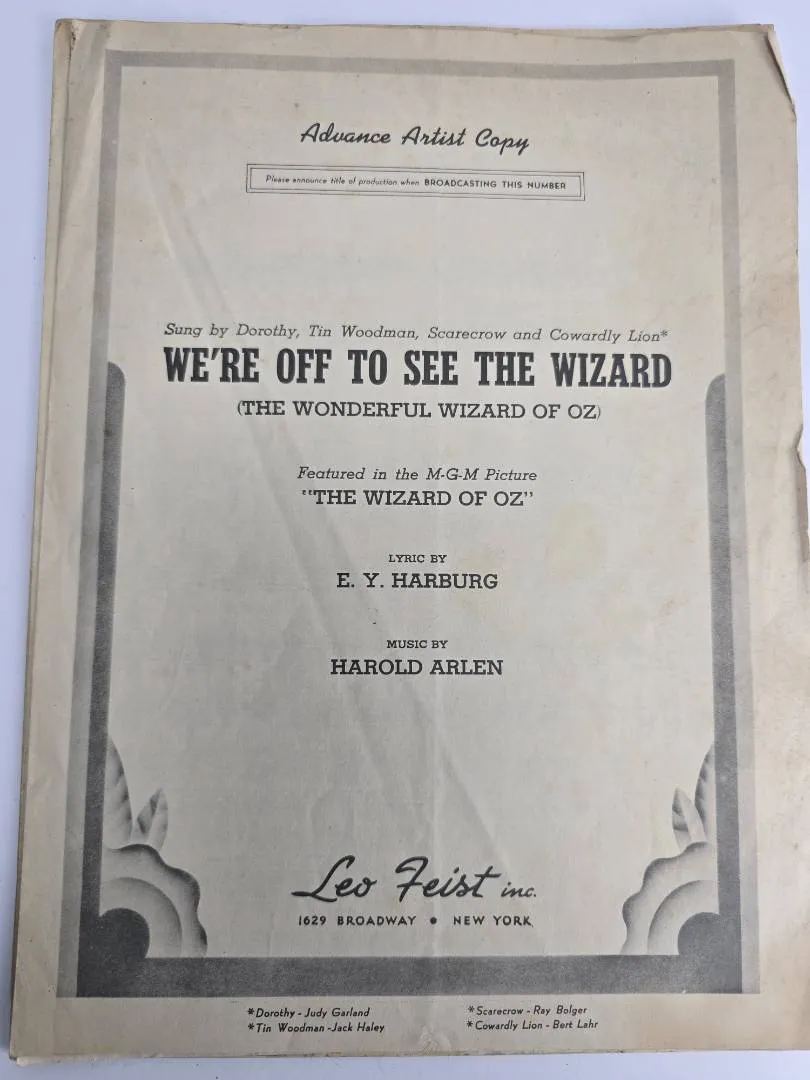 Advance Artist Copy
Please announce title of production when BROADCASTING THIS NUMBER
Sung by Dorothy, Tin Woodman, Scarecrow and Cowardly Lion*
WE'RE OFF TO SEE THE WIZARD
(THE WONDERFUL WIZARD OF OZ)
Featured in the M-G-M Picture
"THE WIZARD OF OZ"
LYRIC BY
E. Y. HARBURG
MUSIC BY
HAROLD ARLEN
Leo Feist inc.
1629 BROADWAY • NEW YORK
*Dorothy - Judy Garland
*Tin Woodman - Jack Haley
*Scarecrow - Ray Bolger
*Cowardly Lion - Bert Lahr